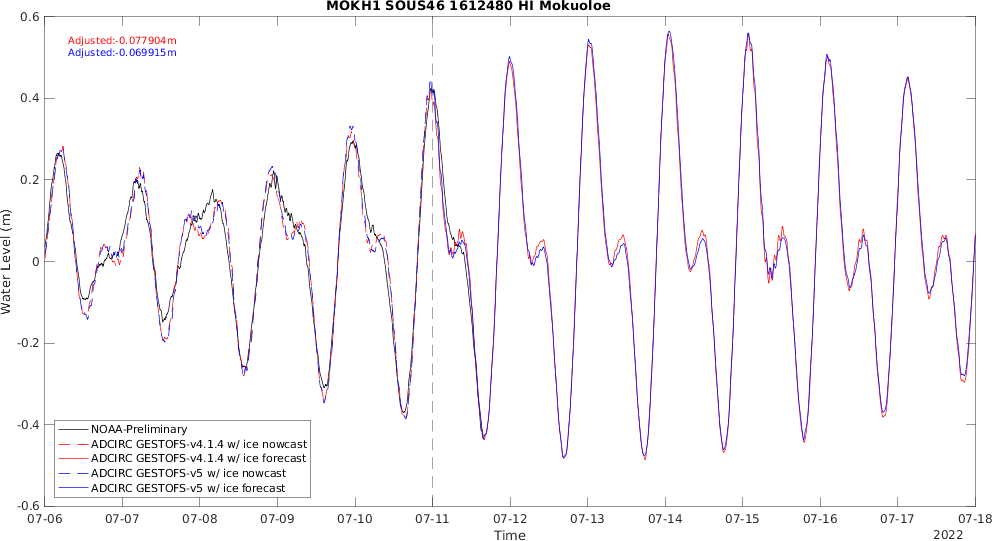 MOKH1 SOUS46 1612480 HI Mokuoloe
Adjusted:-0.077904m
Adjusted:-0.069915m
Water Level (m)
0.6
0.4
0.2
0
-0.2
-0.4
-0.6
NOAA-Preliminary
ADCIRC GESTOFS-v4.1.4 w/ ice nowcast
ADCIRC GESTOFS-v4.1.4 w/ ice forecast
ADCIRC GESTOFS-v5 w/ ice nowcast
ADCIRC GESTOFS-v5 w/ ice forecast
07-06 07-07 07-08 07-09 07-10 07-11 07-12 07-13 07-14 07-15 07-16 07-17 07-18
Time
2022